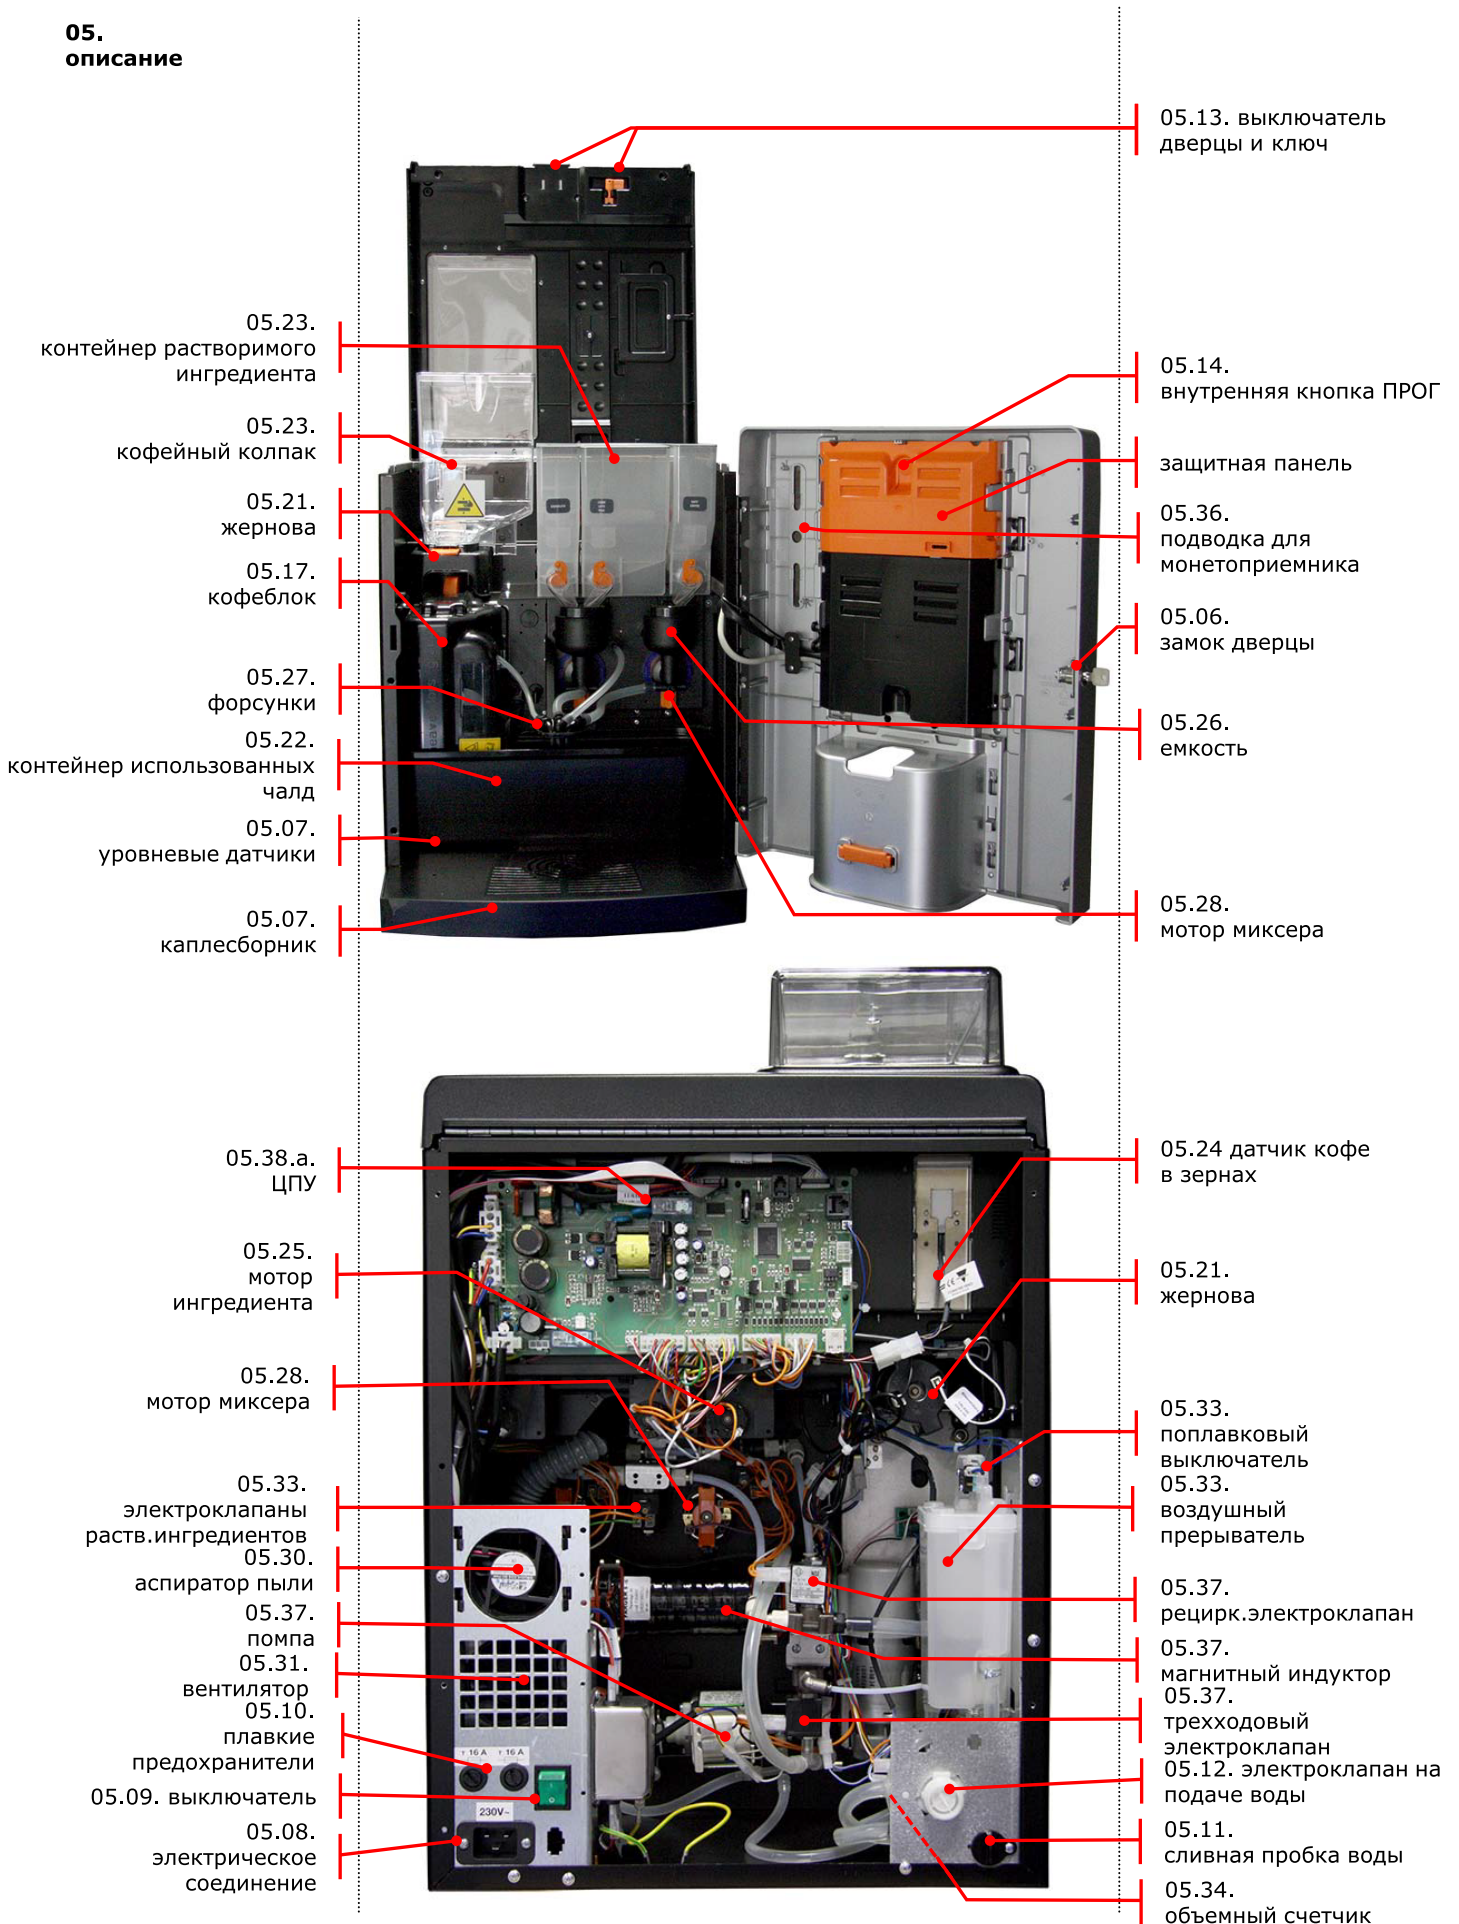 05.
описание
05.13. выключатель
дверцы и ключ
05.23.
контейнер растворимого
ингредиента
05.23.
кофейный колпак
05.21.
жернова
05.17.
кофеблок
05.27.
форсунки
05.22.
контейнер использованных
чалд
05.07.
уровневые датчики
05.07.
каплесборник
05.14.
внутренняя кнопка ПРОГ
защитная панель
05.36.
подводка для
монетоприемника
05.06.
замок дверцы
05.26.
емкость
05.28.
мотор миксера
05.38.а.
ЦПУ
05.25.
мотор
ингредиента
05.28.
мотор миксера
05.33.
электроклапаны
раств.ингредиентов
05.30.
аспиратор пыли
05.37.
помпа
05.31.
вентилятор
05.10.
плавкие
предохранители
05.09. выключатель
05.08.
электрическое
соединение
T 16 A T 16 A
230V~
05.24 датчик кофе
в зернах
05.21.
жернова
05.33.
поплавковый
выключатель
05.33.
воздушный
прерыватель
05.37.
рецирк.электроклапан
05.37.
магнитный индуктор
05.37.
трехходовый
электроклапан
05.12. электроклапан на
подаче воды
05.11.
сливная пробка воды
05.34.
объемный счетчик